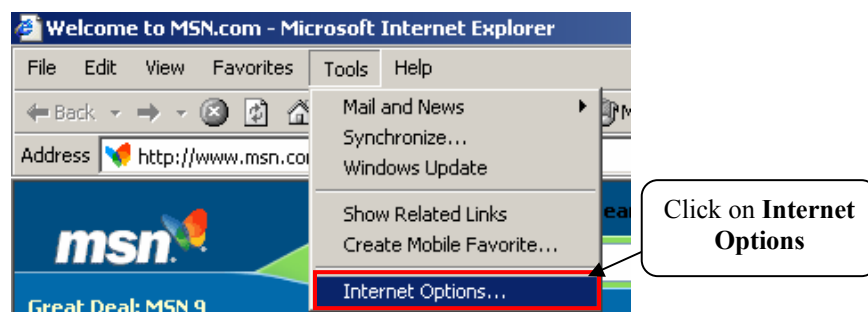 Welcome to MSN.com - Microsoft Internet Explorer
File Edit View Favorites Tools Help
Back
Mail and News
Synchronize...
Address http://www.msn.co
Windows Update
Show Related Links
Create Mobile Favorite...
msn
Internet Options...
Great Deal: MSN 9
Click on Internet
Options